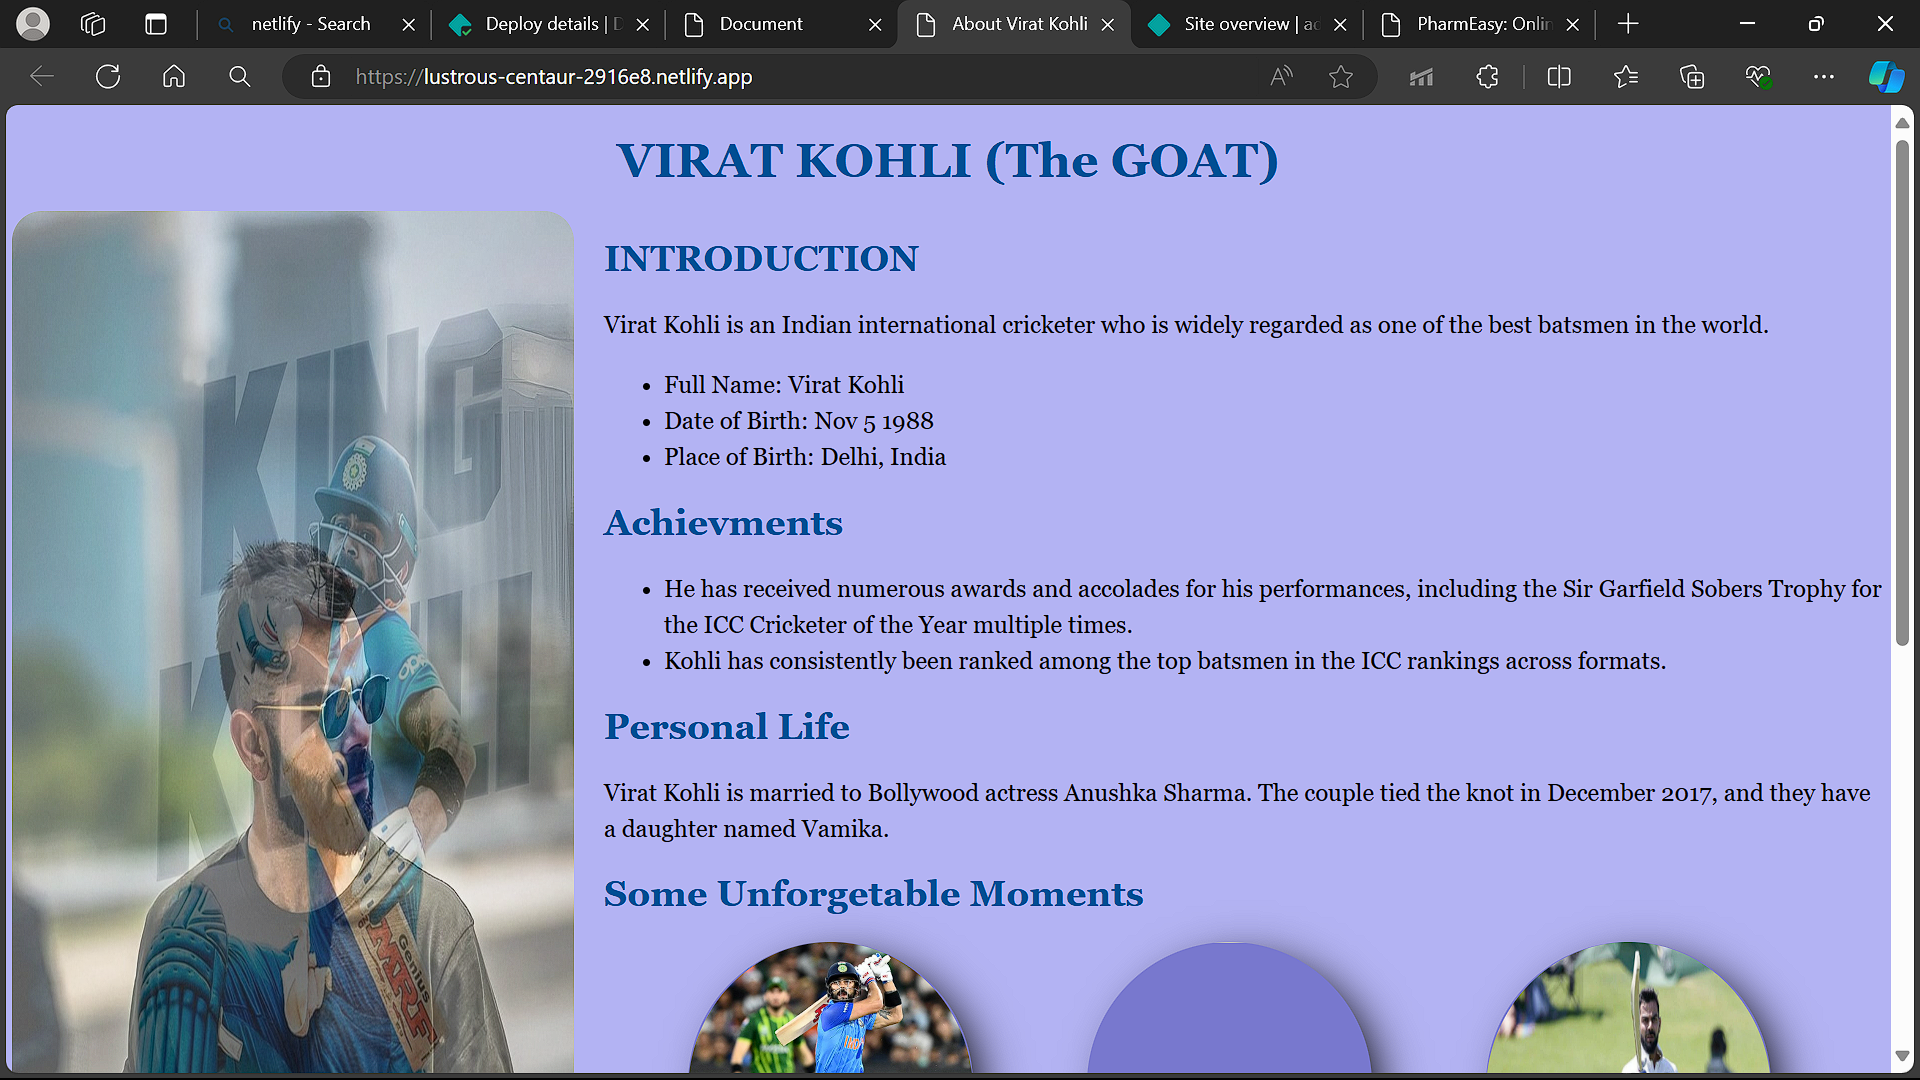 netlify - Search
Deploy details | D
Document
About Virat Kohli
Site overview | ac
PharmEasy: Onlin
https://lustrous-centaur-2916e8.netlify.app
VIRAT KOHLI (The GOAT)
KING
INTRODUCTION
Virat Kohli is an Indian international cricketer who is widely regarded as one of the best batsmen in the world.
• Full Name: Virat Kohli
• Date of Birth: Nov 5 1988
• Place of Birth: Delhi, India
Achievments
• He has received numerous awards and accolades for his performances, including the Sir Garfield Sobers Trophy for
the ICC Cricketer of the Year multiple times.
• Kohli has consistently been ranked among the top batsmen in the ICC rankings across formats.
Personal Life
Virat Kohli is married to Bollywood actress Anushka Sharma. The couple tied the knot in December 2017, and they have
a daughter named Vamika.
Some Unforgetable Moments